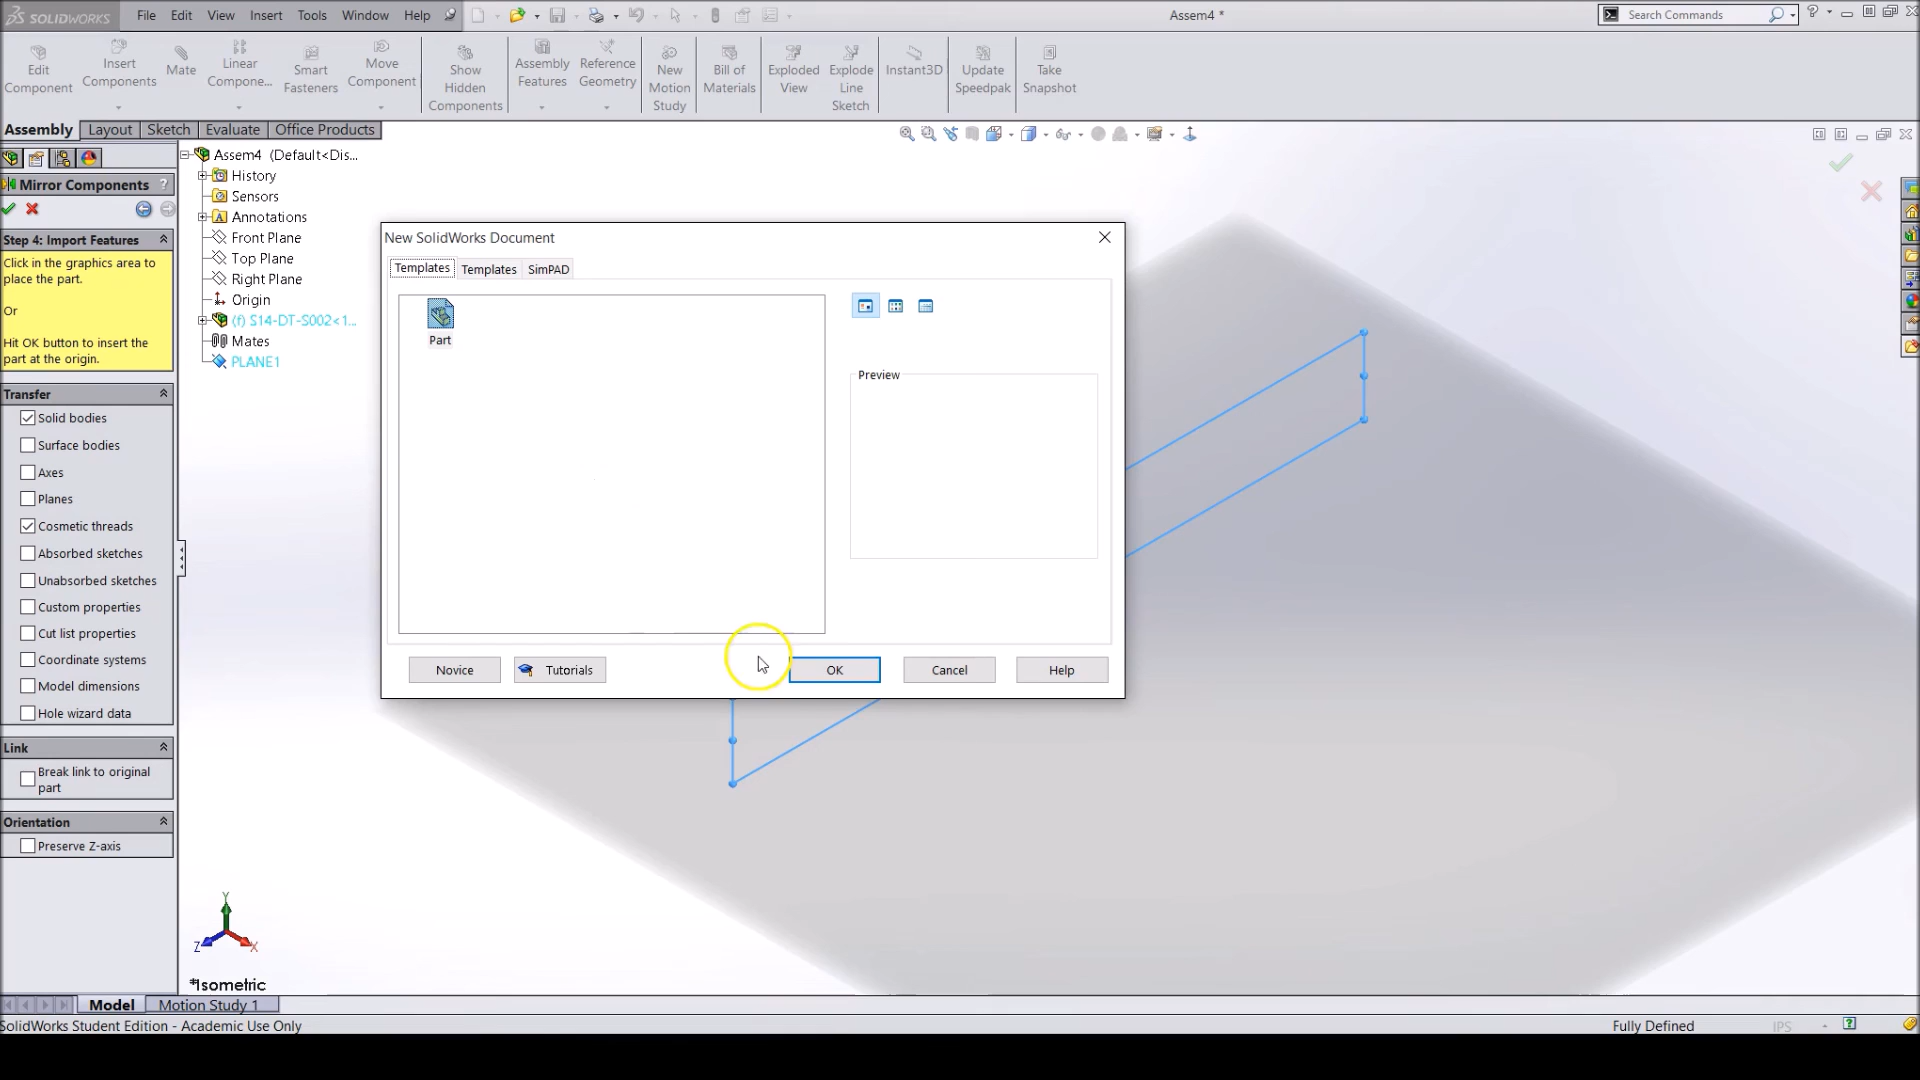 SOLIDWORKS File Edit View Insert Tools Window Help Assem4 * Search Commands
Edit Component
Insert Components
Mate
Linear Compone...
Smart Fasteners
Move Component
Show Hidden Components
Assembly Features
Reference Geometry
New Motion Study
Bill of Materials
Exploded View
Explode Line Sketch
Instant3D
Update Speedpak
Take Snapshot
Assembly Layout Sketch Evaluate Office Products
Mirror Components ?
Step 4: Import Features
Click in the graphics area to
place the part.
Or
Hit OK button to insert the
part at the origin.
Transfer
Solid bodies
Surface bodies
Axes
Planes
Cosmetic threads
Absorbed sketches
Unabsorbed sketches
Custom properties
Cut list properties
Coordinate systems
Model dimensions
Hole wizard data
Link
Break link to original
part
Orientation
Preserve Z-axis
Assem4 (Default<Dis...
History
Sensors
Annotations
Front Plane
Top Plane
Right Plane
Origin
(f) S14-DT-S002<1...
Mates
PLANE1
New SolidWorks Document
Templates Templates SimPAD
Part
Preview
Novice Tutorials OK Cancel Help
Y
Z X
*Isometric
Model Motion Study 1
SolidWorks Student Edition - Academic Use Only Fully Defined IPS